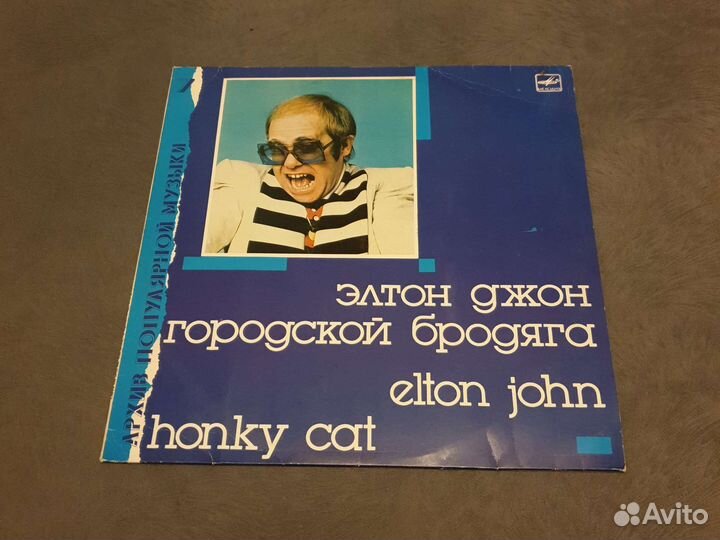 АРХИВ ПОПУЛЯРНОЙ МУЗЫКИ
элтон джон
городской бродяга
elton john
honky cat
Avito